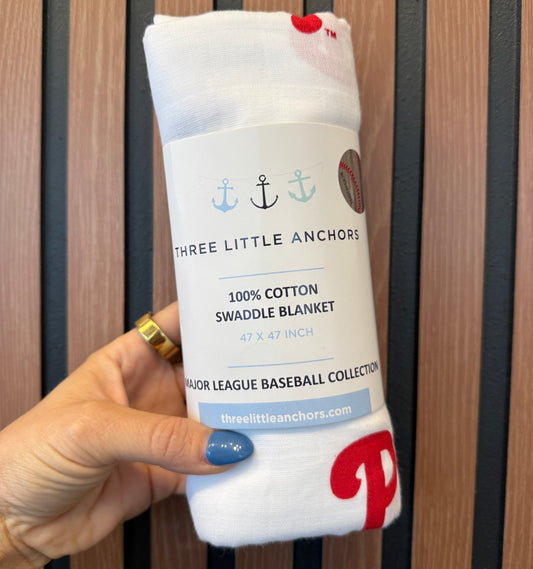 TM
THREE LITTLE ANCHORS
100% COTTON
SWADDLE BLANKET
47 X 47 INCH
MAJOR LEAGUE BASEBALL COLLECTION
threelittleanchors.com
P